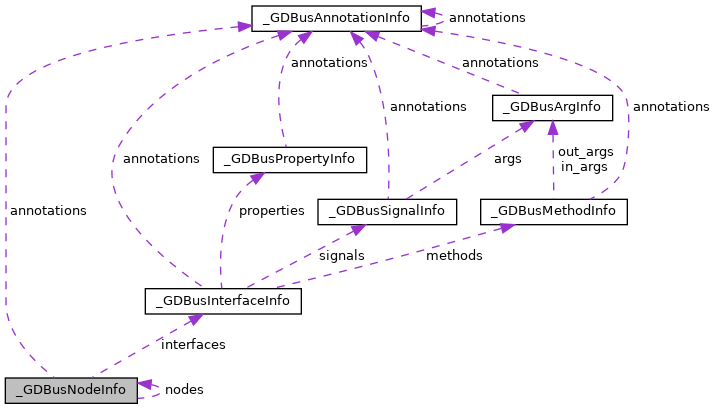 _GDBusAnnotationInfo
annotations
annotations
annotations
_GDBusArgInfo
annotations
annotations
out_args
in_args
annotations
_GDBusPropertyInfo
args
annotations
properties
_GDBusSignalInfo
_GDBusMethodInfo
signals
methods
_GDBusInterfaceInfo
interfaces
_GDBusNodeInfo
nodes